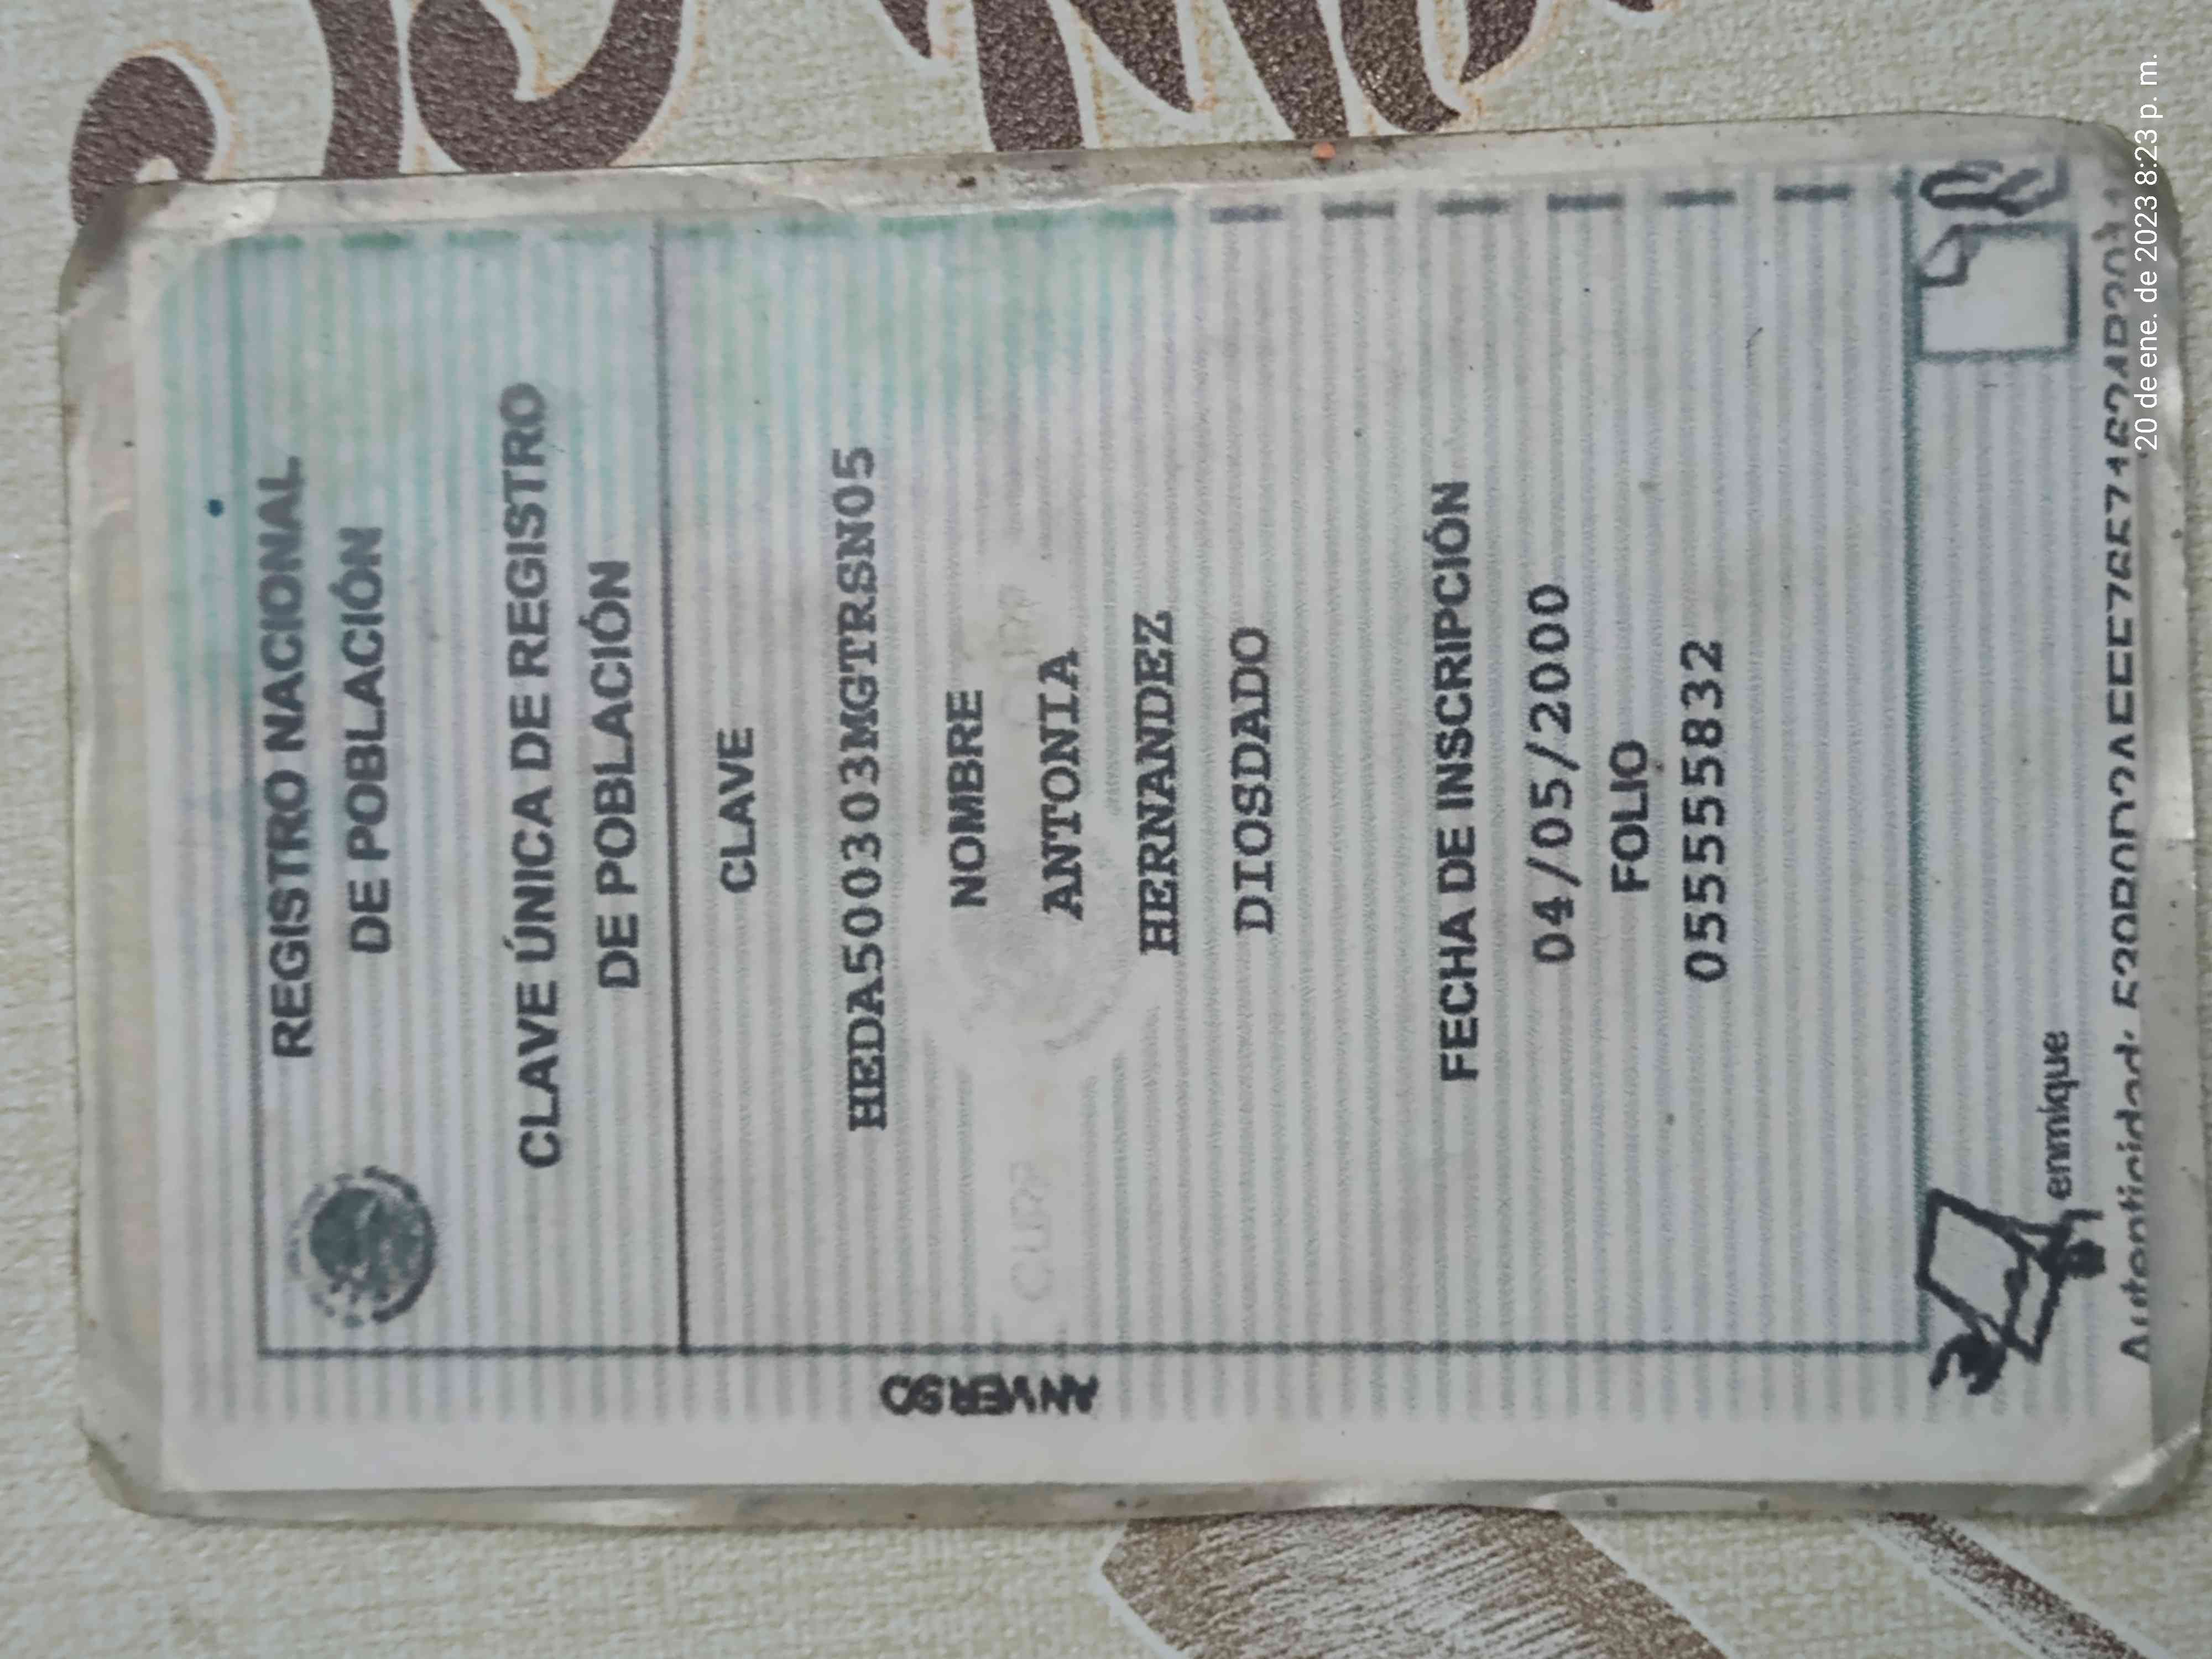 REGISTRO NACIONAL
DE POBLACIÓN
CLAVE ÚNICA DE REGISTRO
DE POBLACIÓN
CLAVE
HEDA500303MGTRSN05
NOMBRE
ANTONIA
HERNANDEZ
DIOSDADO
FECHA DE INSCRIPCIÓN
04/05/2000
FOLIO
055555832
ANVERSO
enmique
20 de ene. de 2023 8:23 p. m.